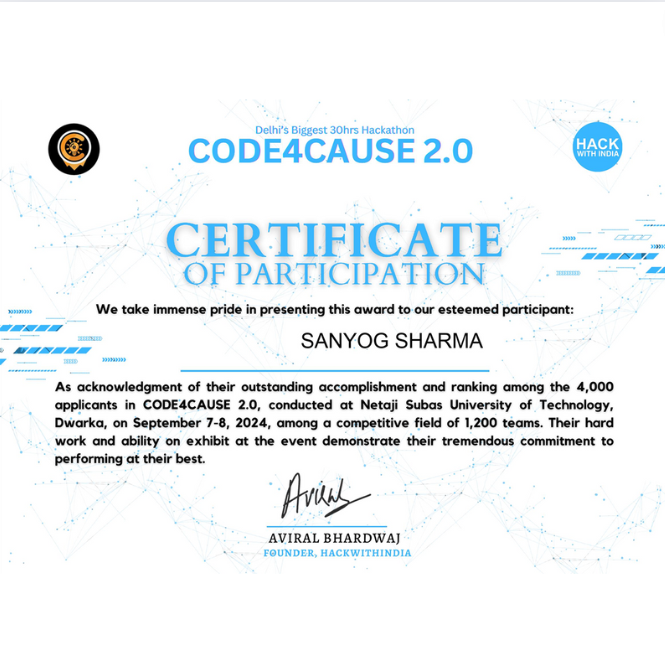 Delhi's Biggest 30hrs Hackathon
CODE4CAUSE 2.0
HACK
WITH INDIA
CERTIFICATE
OF PARTICIPATION
We take immense pride in presenting this award to our esteemed participant:
SANYOG SHARMA
As acknowledgment of their outstanding accomplishment and ranking among the 4,000
applicants in CODE4CAUSE 2.0, conducted at Netaji Subas University of Technology,
Dwarka, on September 7-8, 2024, among a competitive field of 1,200 teams. Their hard
work and ability on exhibit at the event demonstrate their tremendous commitment to
performing at their best.
Aviral
AVIRAL BHARDWAJ
FOUNDER, HACKWITHINDIA